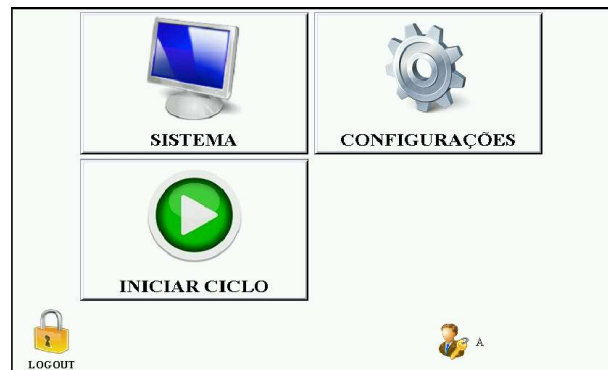 SISTEMA
CONFIGURAÇÕES
INICIAR CICLO
A
LOGOUT